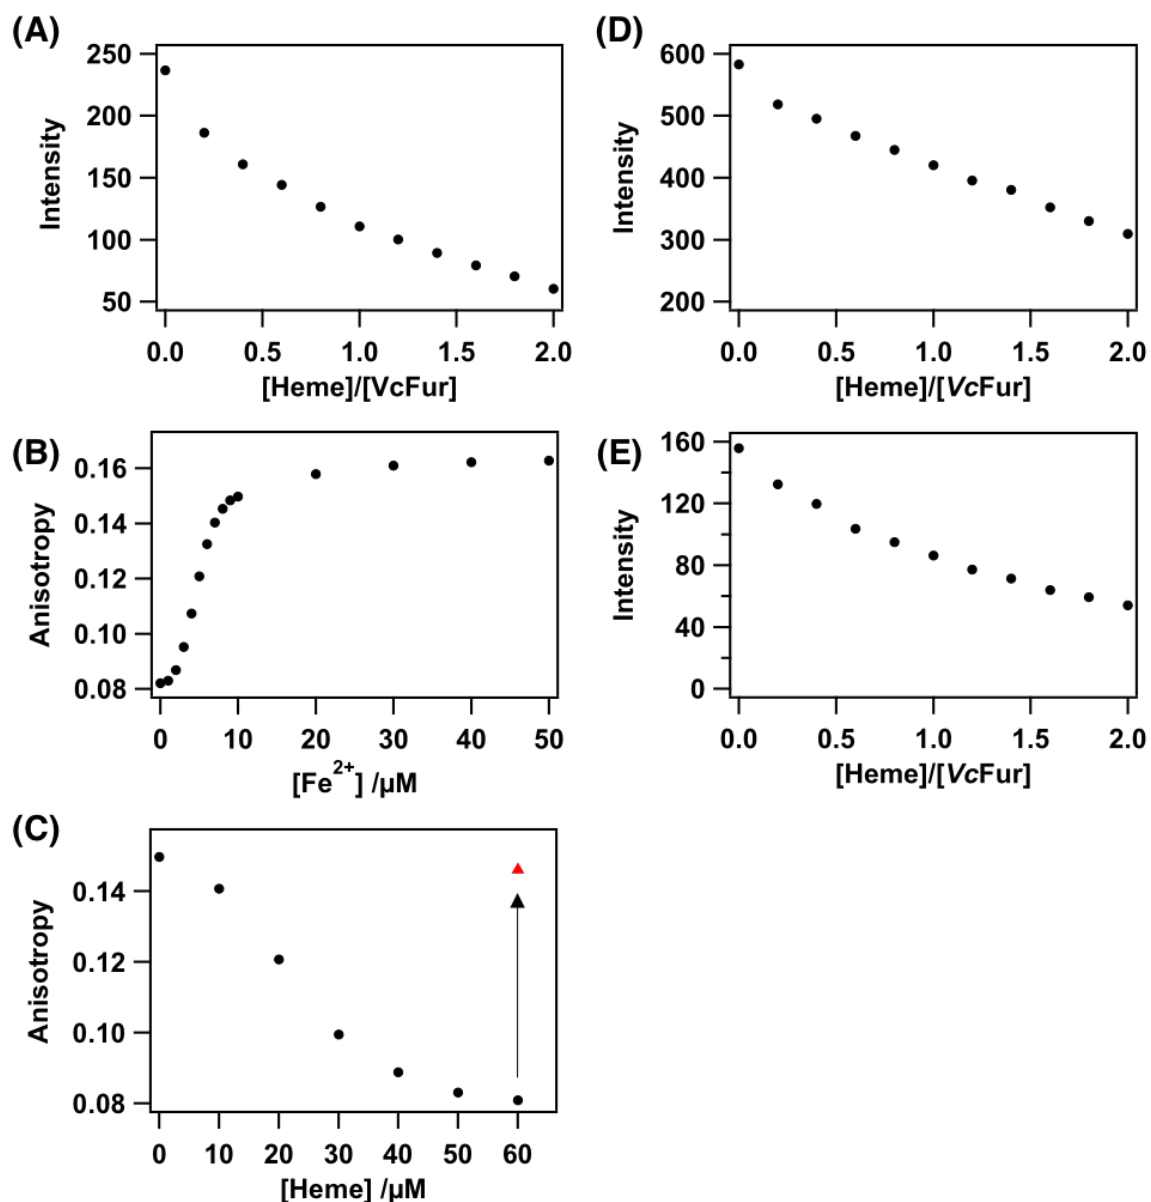 (A)
250
200
150
100
50
Intensity
0.0 0.5 1.0 1.5 2.0
[Heme]/[VcFur]
(D)
600
500
400
300
200
Intensity
0.0 0.5 1.0 1.5 2.0
[Heme]/[VcFur]
(B)
0.16
0.14
0.12
0.10
0.08
Anisotropy
0 10 20 30 40 50
[Fe2+] /µM
(E)
160
120
80
40
0
Intensity
0.0 0.5 1.0 1.5 2.0
[Heme]/[VcFur]
(C)
0.14
0.12
0.10
0.08
Anisotropy
0 10 20 30 40 50 60
[Heme] /µM